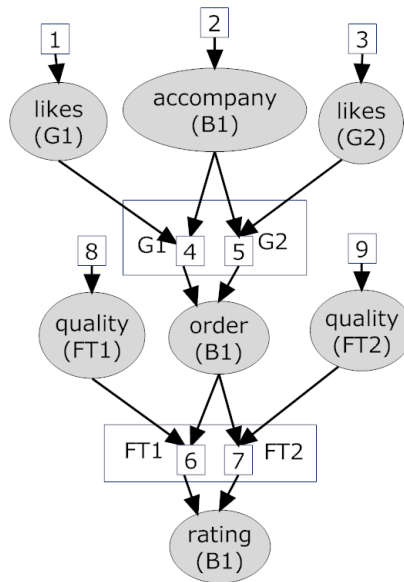 1
2
3
likes
(G1)
accompany
(B1)
likes
(G2)
G1
4
5
G2
8
9
quality
(FT1)
order
(B1)
quality
(FT2)
FT1
6
7
FT2
rating
(B1)